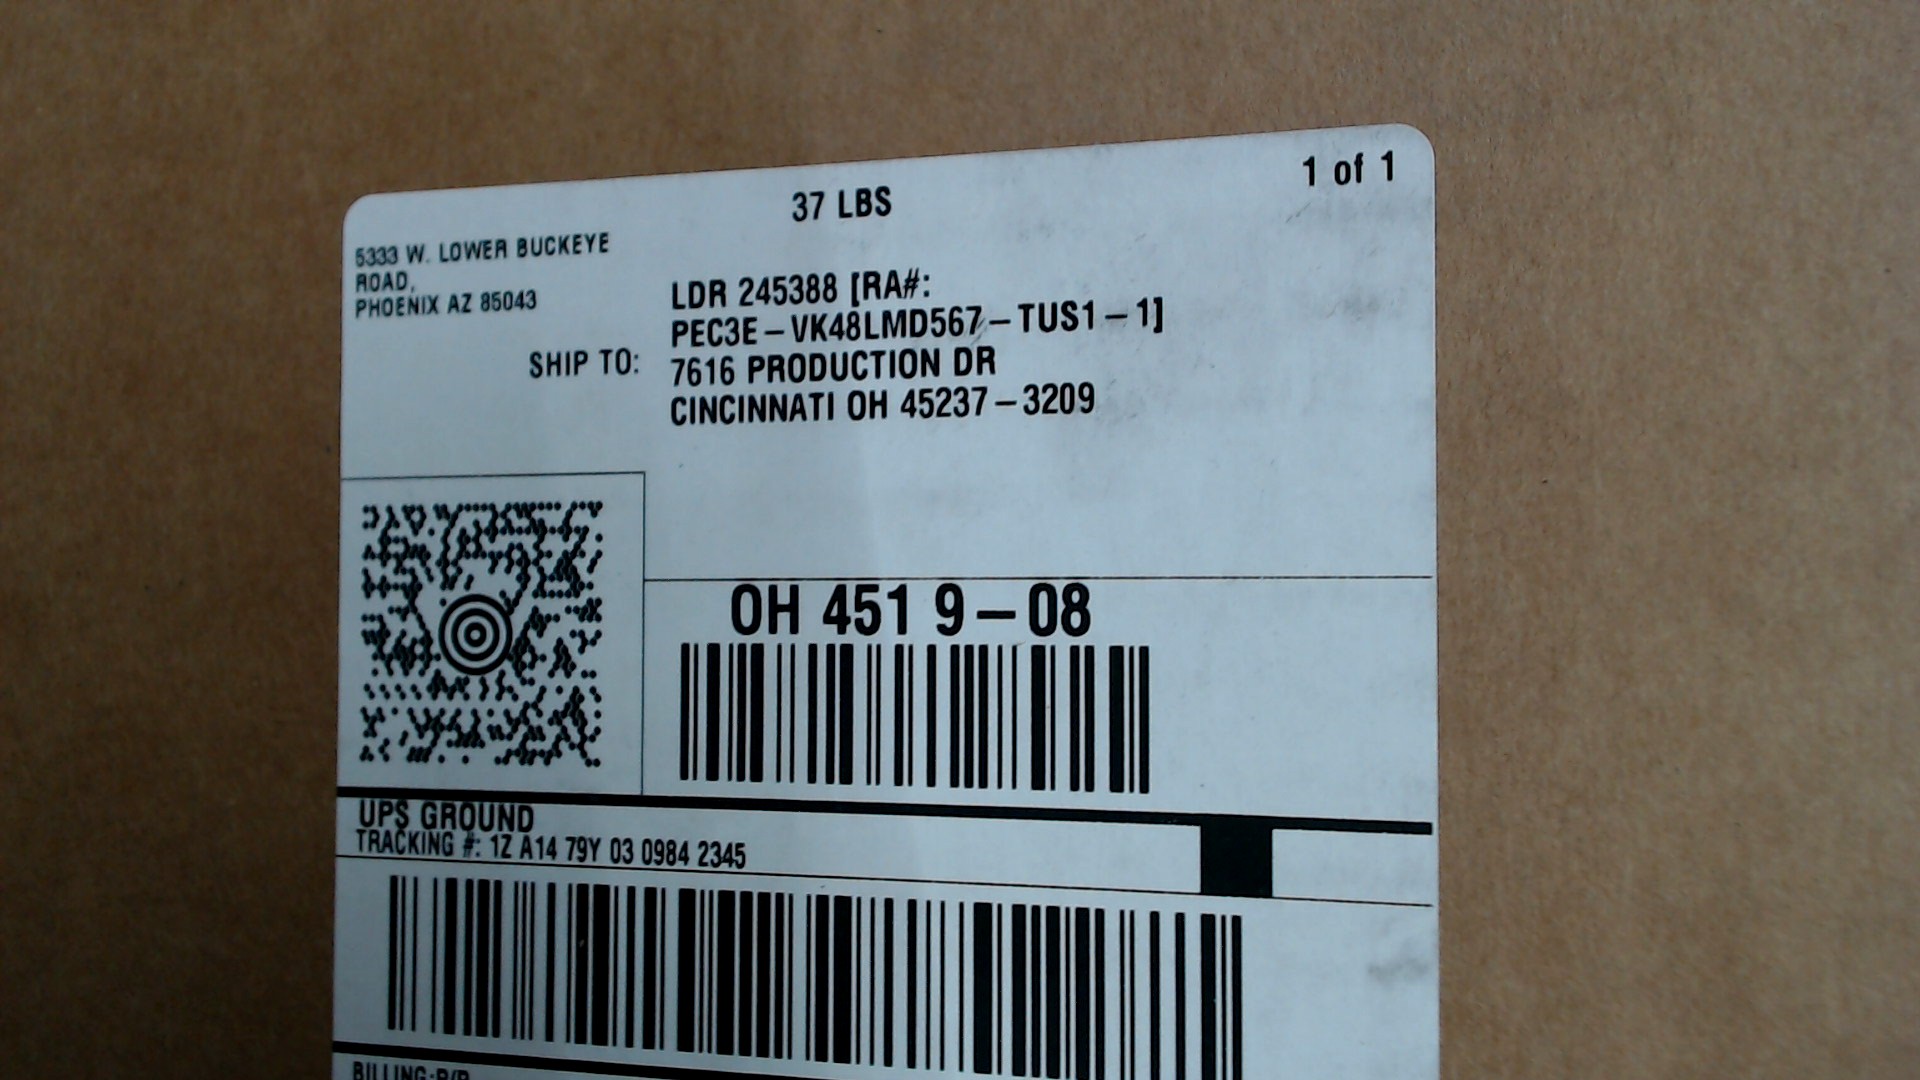 37 LBS
1 of 1
5333 W. LOWER BUCKEYE
ROAD,
PHOENIX AZ 85043
LDR 245388 [RA#:
PEC3E-VK48LMD567-TUS1-1]
SHIP TO: 7616 PRODUCTION DR
CINCINNATI OH 45237-3209
OH 451 9-08
UPS GROUND
TRACKING #: 1Z A14 79Y 03 0984 2345
BILLING: P/P